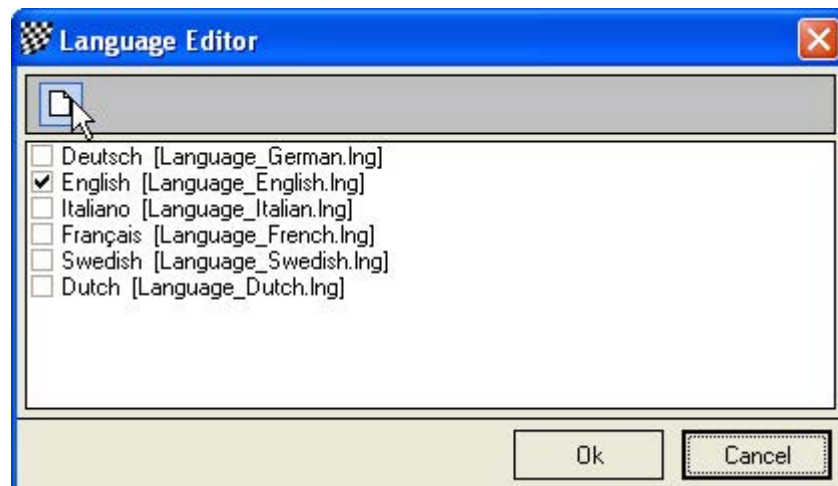 Language Editor
Deutsch [Language_German.lng]
English [Language_English.lng]
Italiano [Language_Italian.lng]
Français [Language_French.lng]
Swedish [Language_Swedish.lng]
Dutch [Language_Dutch.lng]
Ok Cancel